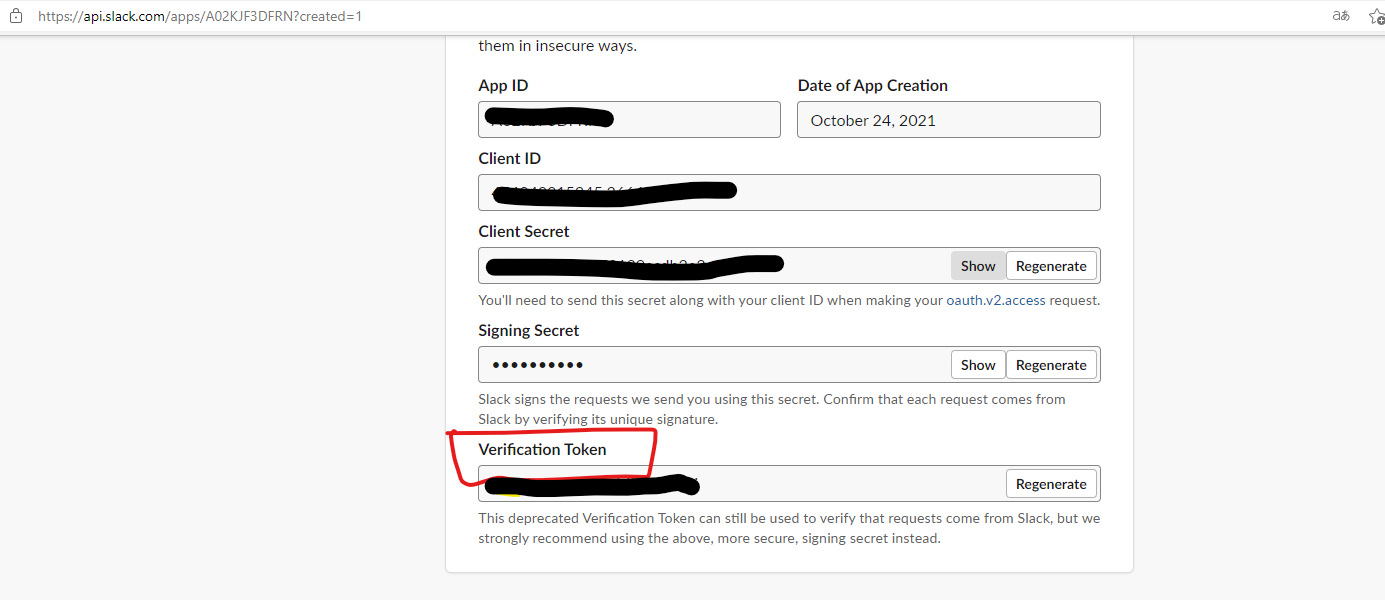 https://api.slack.com/apps/A02KJF3DFRN?created=1
them in insecure ways.
App ID
Date of App Creation
October 24, 2021
Client ID
Client Secret
Show
Regenerate
You'll need to send this secret along with your client ID when making your oauth.v2.access request.
Signing Secret
Show
Regenerate
Slack signs the requests we send you using this secret. Confirm that each request comes from
Slack by verifying its unique signature.
Verification Token
Regenerate
This deprecated Verification Token can still be used to verify that requests come from Slack, but we
strongly recommend using the above, more secure, signing secret instead.